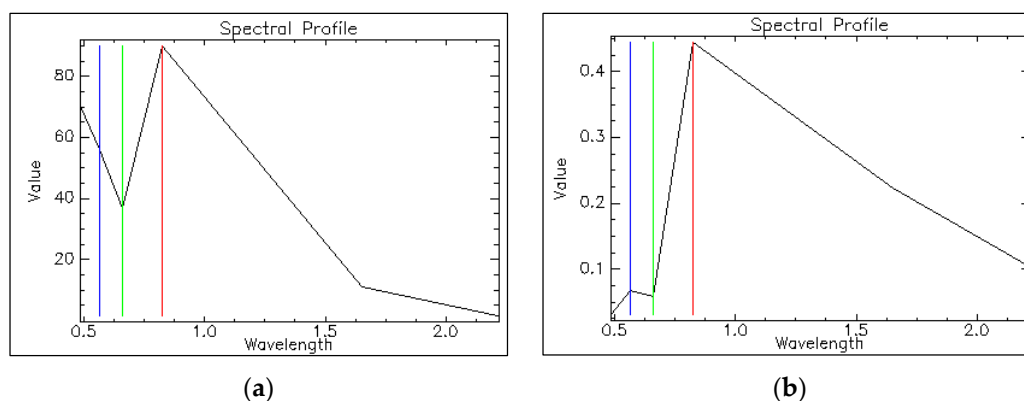 Spectral Profile
80
60
40
20
Value
0.5 1.0 1.5 2.0
Wavelength
(a)
Spectral Profile
0.4
0.3
0.2
0.1
Value
0.5 1.0 1.5 2.0
Wavelength
(b)